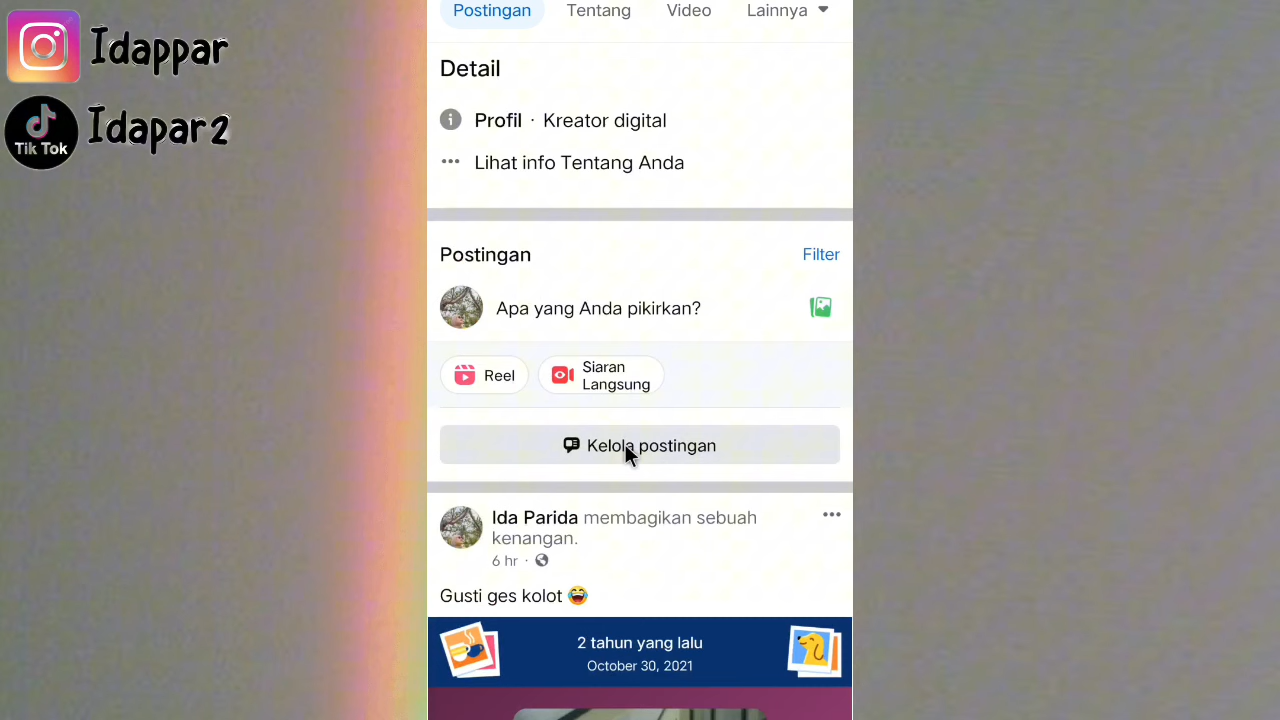 Idappar
Tik Tok
Idapar2
Postingan
Tentang
Video
Lainnya
Detail
Profil · Kreator digital
Lihat info Tentang Anda
Postingan
Filter
Apa yang Anda pikirkan?
Reel
Siaran
Langsung
Kelola postingan
Ida Parida membagikan sebuah
kenangan.
6 hr ·
Gusti ges kolot 😂
2 tahun yang lalu
October 30, 2021